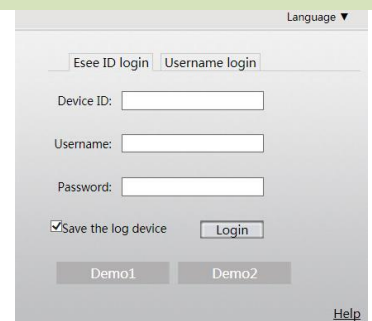 Language ▼
Esee ID login Username login
Device ID:
Username:
Password:
Save the log device Login
Demo1 Demo2
Help